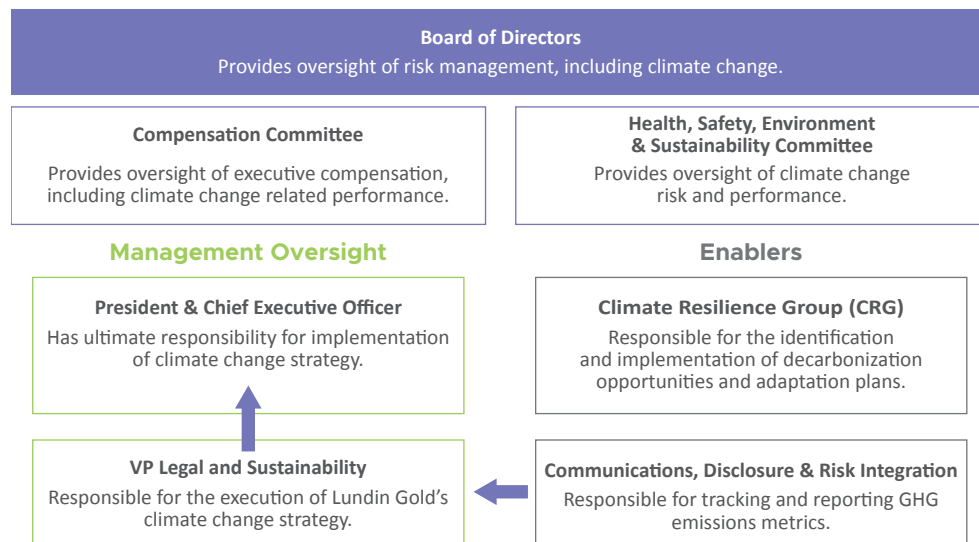 Board of Directors
Provides oversight of risk management, including climate change.
Compensation Committee
Provides oversight of executive compensation,
including climate change related performance.
Health, Safety, Environment
& Sustainability Committee
Provides oversight of climate change
risk and performance.
Management Oversight
Enablers
President & Chief Executive Officer
Has ultimate responsibility for implementation
of climate change strategy.
Climate Resilience Group (CRG)
Responsible for the identification
and implementation of decarbonization
opportunities and adaptation plans.
VP Legal and Sustainability
Responsible for the execution of Lundin Gold’s
climate change strategy.
Communications, Disclosure & Risk Integration
Responsible for tracking and reporting GHG
emissions metrics.